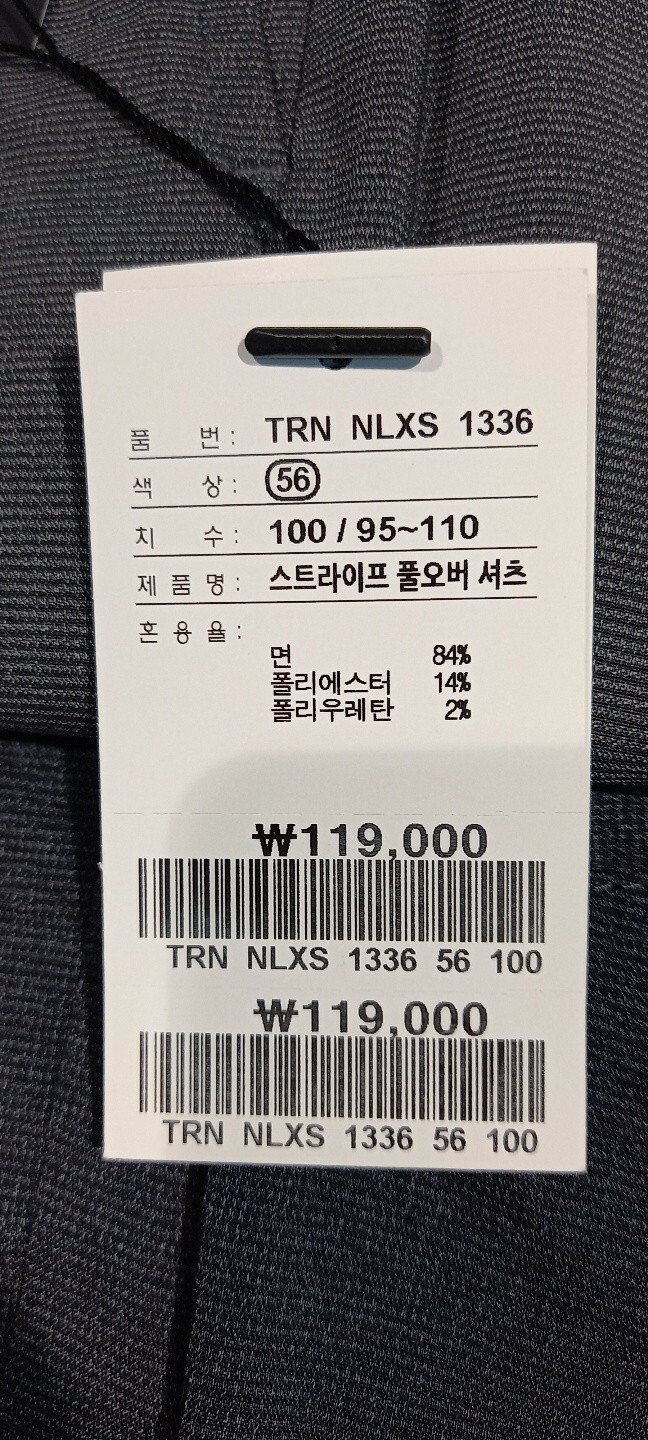 품 번 : TRN NLXS 1336
색 상 : 56
치 수 : 100 / 95~110
제 품 명 : 스트라이프 풀오버 셔츠
혼 용 율 :
면 84%
폴리에스터 14%
폴리우레탄 2%
₩119,000
TRN NLXS 1336 56 100
₩119,000
TRN NLXS 1336 56 100